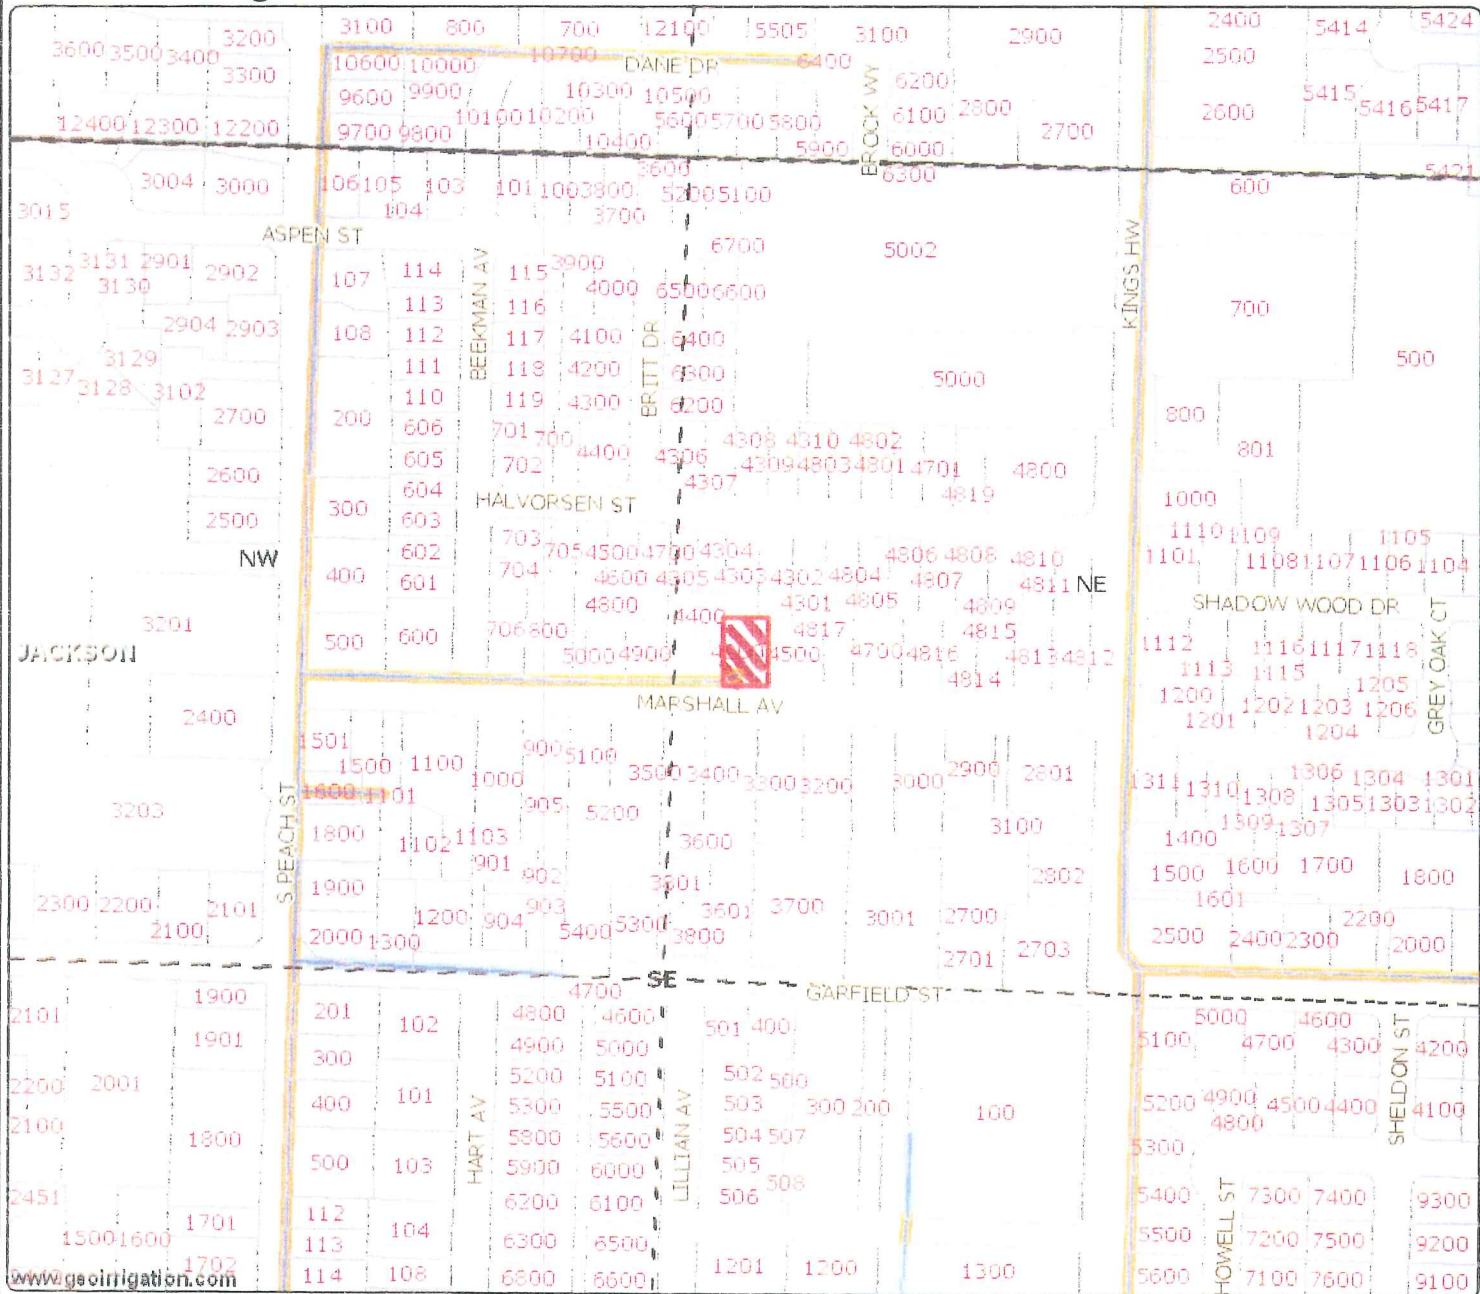 3100 800 700 12100 5505 3100 2900 2400 5414 5424
3600 3500 3400 3200
3300
10600 10000 10700 DANE DR 6400 2500
9600 9900 10300 10500 BROCK WY 6200 5415 5416 5417
12400 12300 12200 9700 9800 10100 10200 5600 5700 5800 6100 2800 2600
10400 5900 6000 2700
3600 6300 5421
3004 3000 106 105 103 101 100 3800 5200 5100 600
3015 104 3700
ASPEN ST 6700 5002
3132 3131 2901 2902 107 114 BEEKMAN AV 115 3900 KINGS HW
3130 4000 6500 6600
113 116 700
2904 2903 108 112 117 4100 BRITT DR 6400
3129 111 118 4200 6300 500
3127 3128 3102 110 119 4300 6200 5000
2700 200 606 701 700 800
605 702 4400 4306 4308 4310 4802 801
4309 4803 4801 4701 4800
2600 604 4307 4819 1000
300 HALVORSEN ST
2500 603 1110 1109 1105
NW 602 703 705 4500 4700 4304 4806 4808 4810 1101 1108 1107 1106 1104
400 601 704 4600 4305 4303 4302 4804 4807 4811 NE
4800 4301 4805 4809 SHADOW WOOD DR
3201 4400 4817 4815 GREY OAK CT
JACKSON 500 600 706 800 5000 4900 4500 4700 4816 4813 4812 1112 1116 1117 1118
4814 1113 1115
MARSHALL AV 1200 1205
2400 1201 1202 1203 1206
1204
1501 900 5100
1500 1100 1000 3500 3400 3300 3200 3000 2900 2801 1311 1310 1306 1304 1301
1600 1101 905 1308 1305 1303 1302
3203 S PEACH ST 1800 1102 1103 5200 3600 3100 1400 1309 1307
901 902 2802 1500 1600 1700 1800
1900 3801 1601
2300 2200 2101 1200 904 903 3601 3700 3001 2700 2200
2100 2000 1300 5400 5300 3800 2701 2703 2500 2400 2300 2000
SE GARFIELD ST
1900 4700
2101 201 102 4800 4600 501 400 5000 4600 SHELDON ST
1901 4900 5000 5100 4700 4300 4200
300
2200 2001 5200 5100 502 500
400 101 5300 5500 503 300 200 100 5200 4900 4500 4400 4100
2100 HART AV LILLIAN AV 4800
1800 5800 5600 504 507 5300
500 103 5900 6000 505
2451 6200 6100 506 508 5400 HOWELL ST 7300 7400 9300
1701 112 104
1500 1600 113 6300 6500 5500 7200 7500 9200
1702 114 108 6800 6600 1201 1200 1300 5600 7100 7600 9100
www.geoirrigation.com